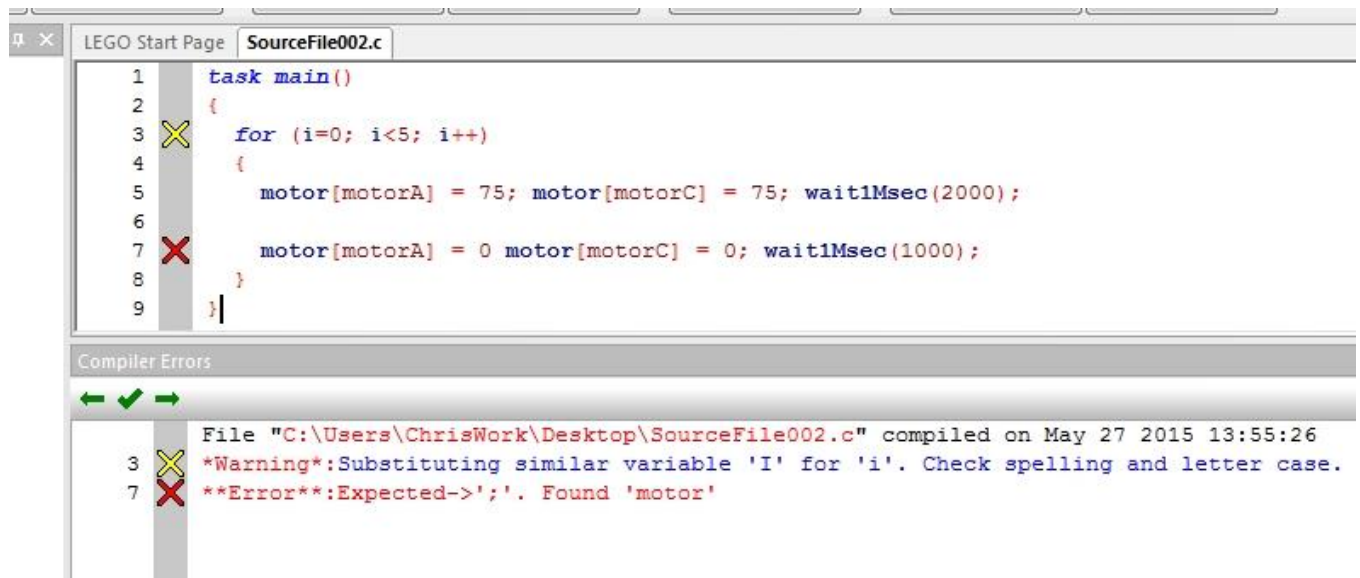 LEGO Start Page SourceFile002.c
1 task main()
2 {
3 for (i=0; i<5; i++)
4 {
5 motor[motorA] = 75; motor[motorC] = 75; wait1Msec(2000);
6
7 motor[motorA] = 0 motor[motorC] = 0; wait1Msec(1000);
8 }
9 }
Compiler Errors
File "C:\Users\ChrisWork\Desktop\SourceFile002.c" compiled on May 27 2015 13:55:26
3 *Warning*:Substituting similar variable 'I' for 'i'. Check spelling and letter case.
7 **Error**:Expected->';'. Found 'motor'